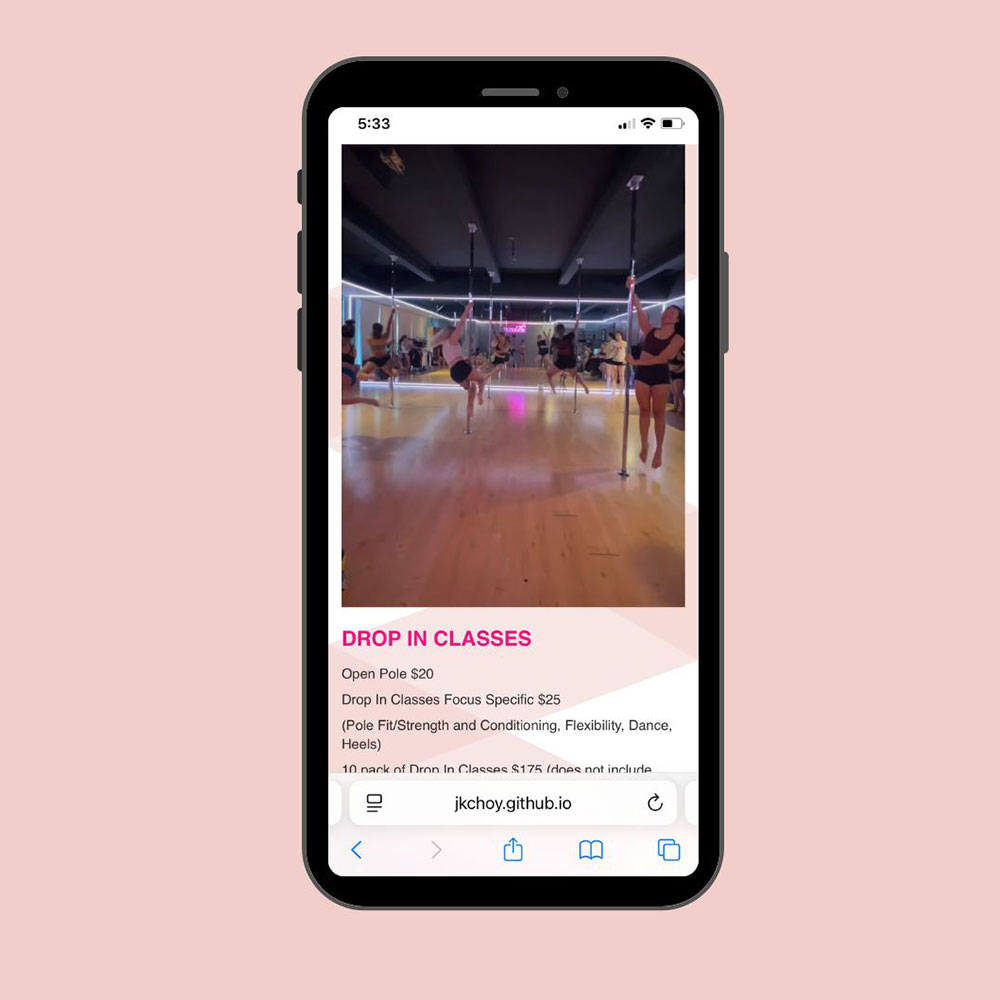 5:33
DROP IN CLASSES
Open Pole $20
Drop In Classes Focus Specific $25
(Pole Fit/Strength and Conditioning, Flexibility, Dance,
Heels)
10 pack of Drop In Classes $175 (does not include
jkchoy.github.io